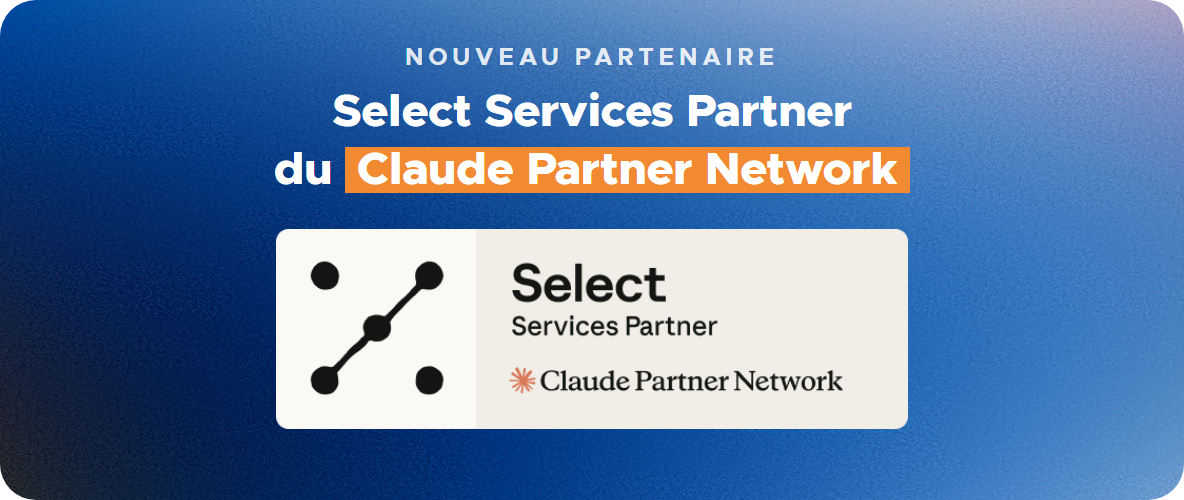 NOUVEAU PARTENAIRE
Select Services Partner
du Claude Partner Network
Select
Services Partner
Claude Partner Network